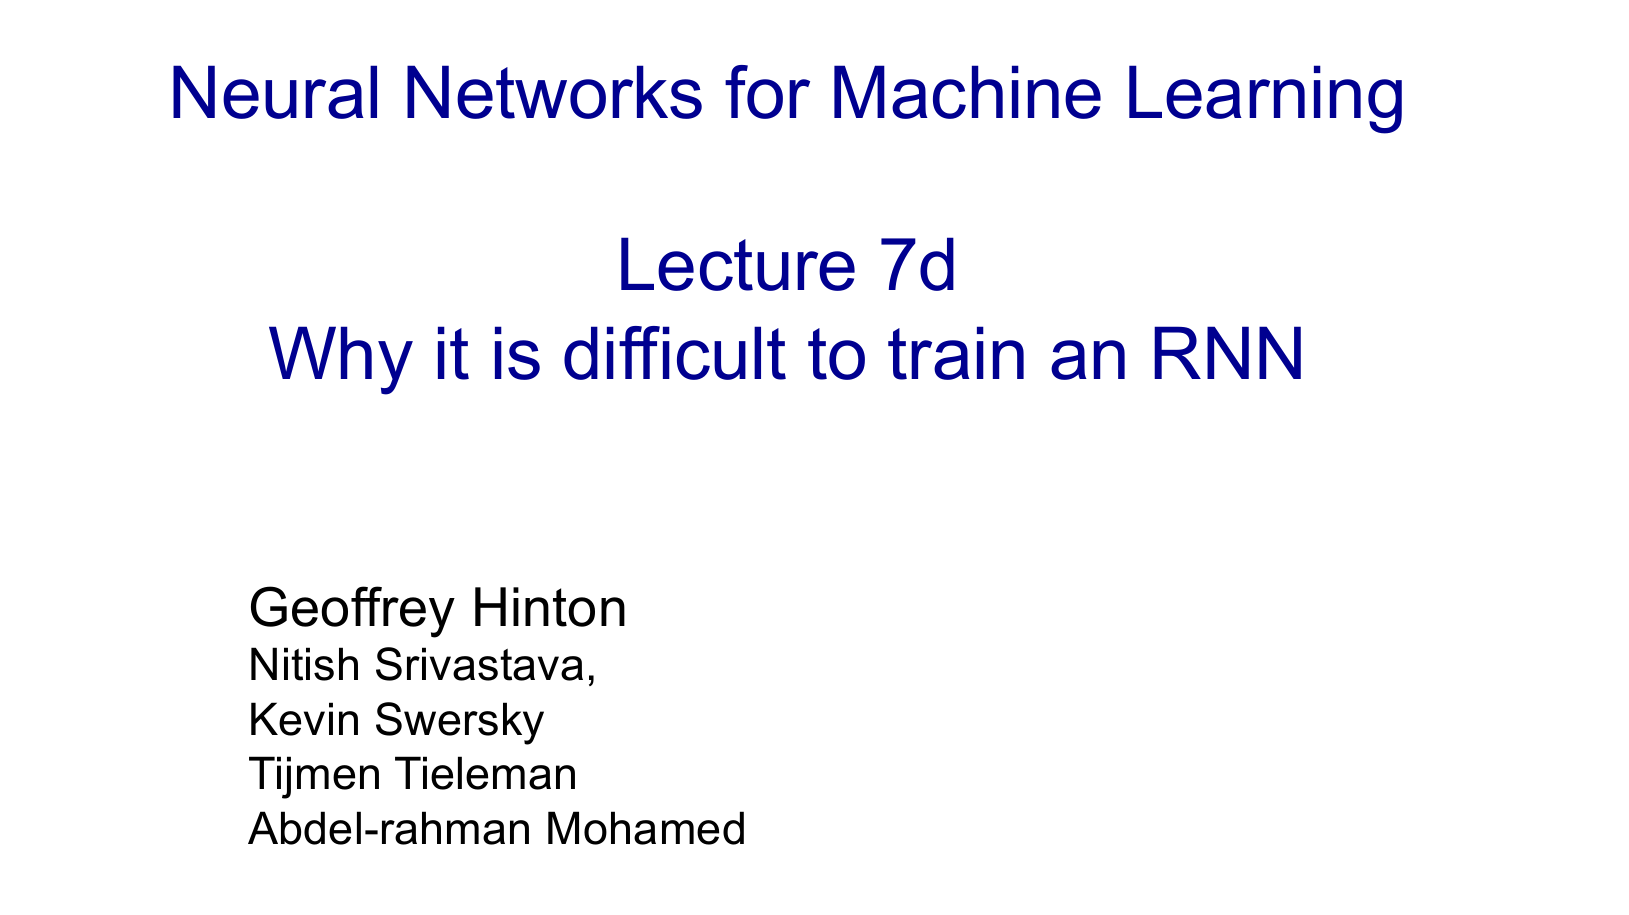 Neural Networks for Machine Learning
Lecture 7d
Why it is difficult to train an RNN
Geoffrey Hinton
Nitish Srivastava,
Kevin Swersky
Tijmen Tieleman
Abdel-rahman Mohamed